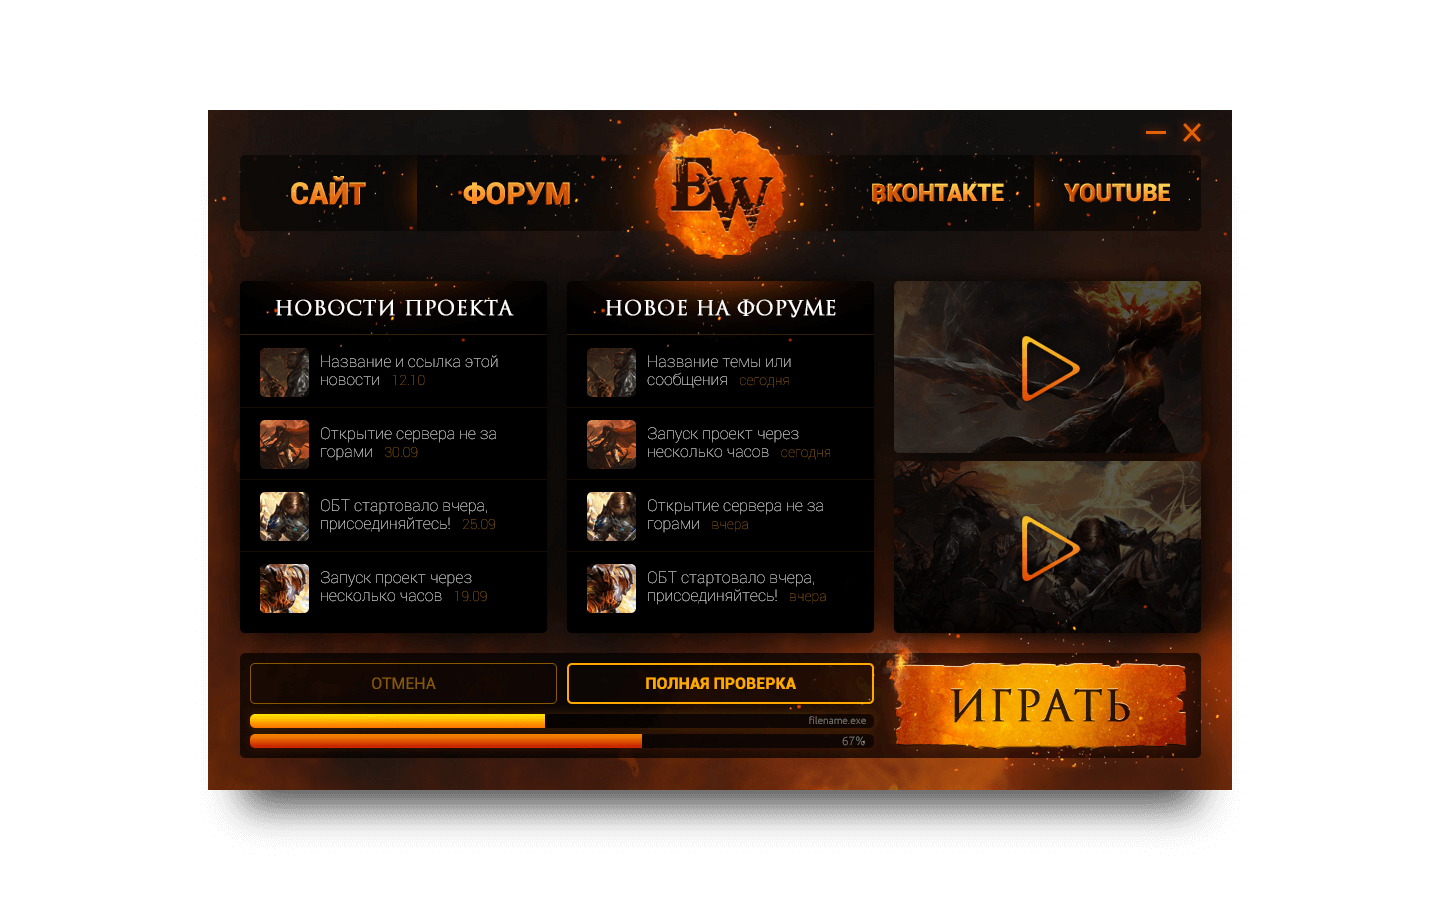 САЙТ
ФОРУМ
EW
ВКОНТАКТЕ
YOUTUBE
НОВОСТИ ПРОЕКТА
Название и ссылка этой
новости 12.10
Открытие сервера не за
горами 30.09
ОБТ стартовало вчера,
присоединяйтесь! 25.09
Запуск проект через
несколько часов 19.09
НОВОЕ НА ФОРУМЕ
Название темы или
сообщения сегодня
Запуск проект через
несколько часов сегодня
Открытие сервера не за
горами вчера
ОБТ стартовало вчера,
присоединяйтесь! вчера
ОТМЕНА
ПОЛНАЯ ПРОВЕРКА
filename.exe
67%
ИГРАТЬ